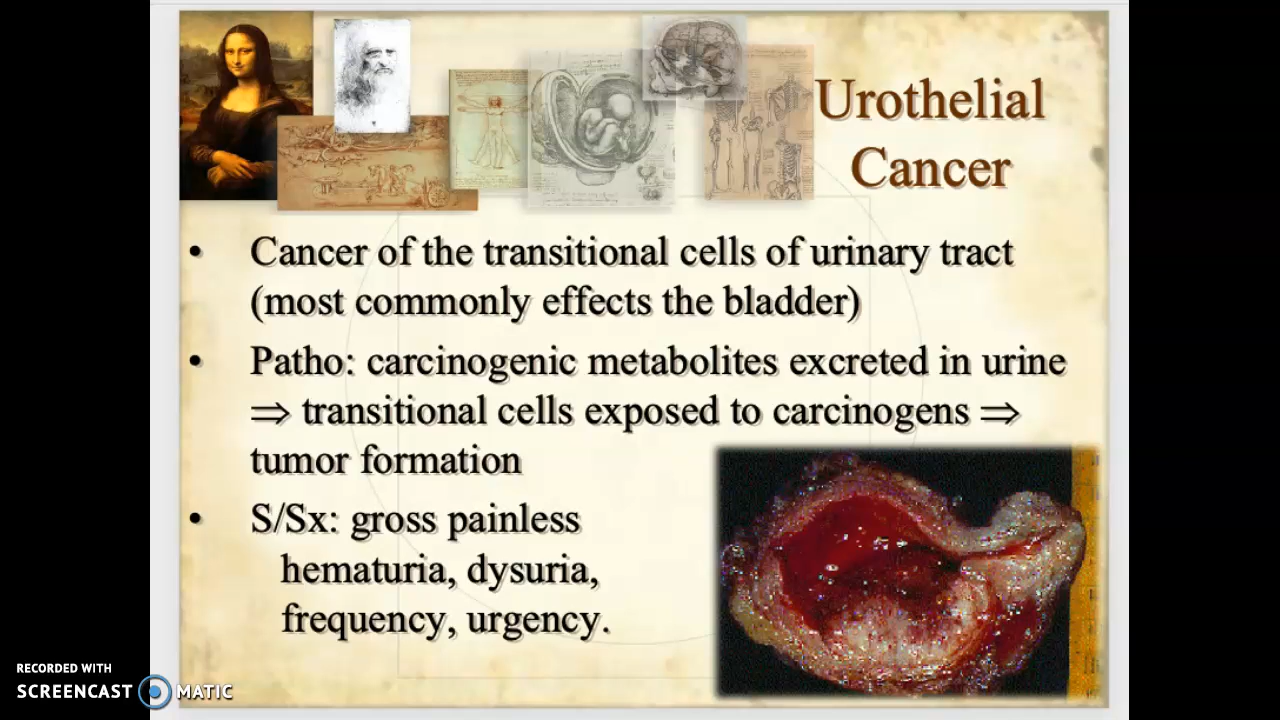 Urothelial
Cancer
• Cancer of the transitional cells of urinary tract
(most commonly effects the bladder)
• Patho: carcinogenic metabolites excreted in urine
⇒ transitional cells exposed to carcinogens ⇒
tumor formation
• S/Sx: gross painless
hematuria, dysuria,
frequency, urgency.
RECORDED WITH
SCREENCAST MATIC